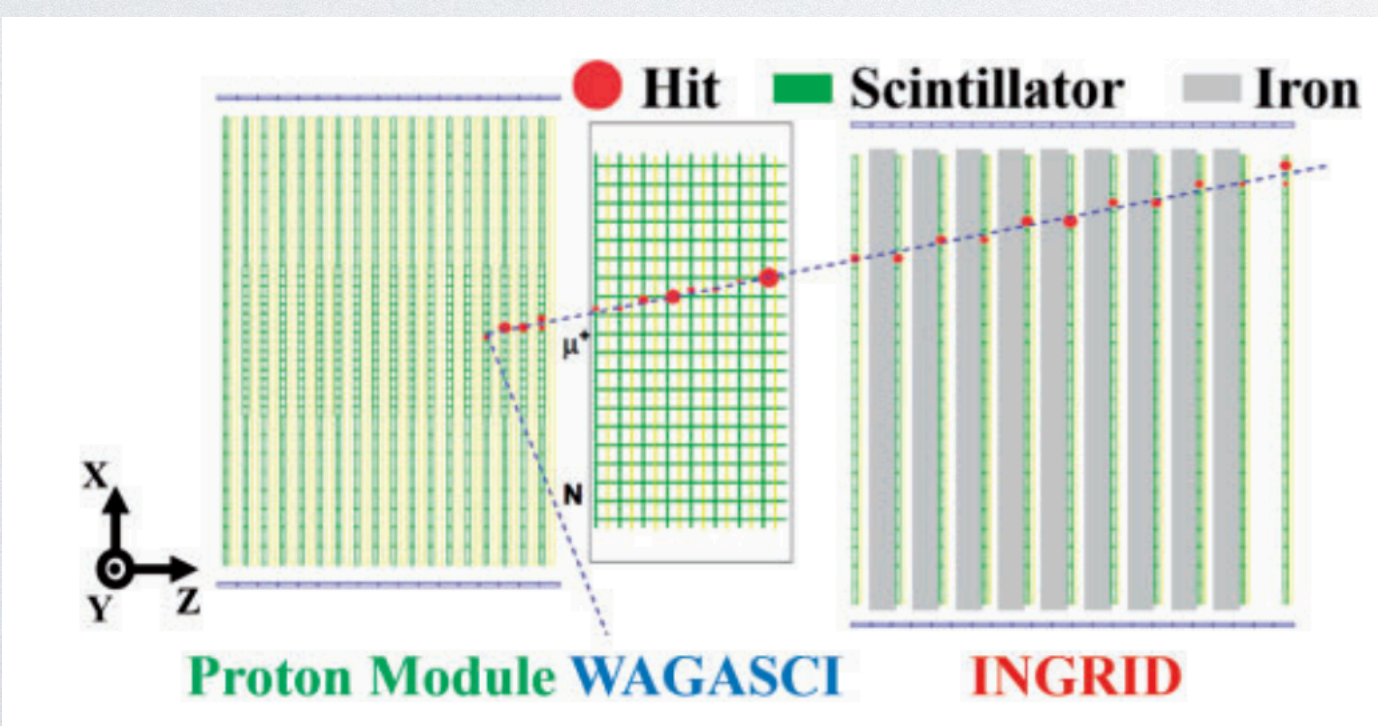 Hit Scintillator Iron
μ⁺
N
X
Y Z
Proton Module WAGASCI INGRID